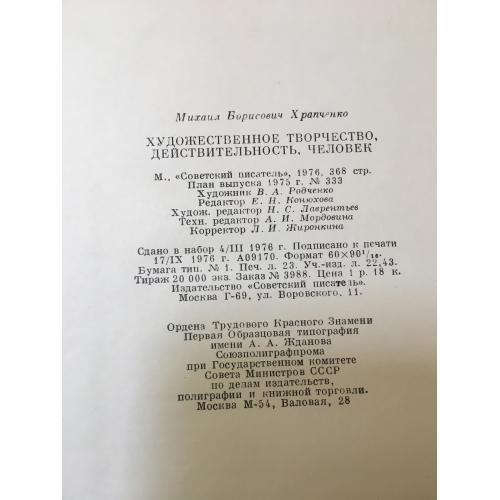 Михаил Борисович Храпченко
ХУДОЖЕСТВЕННОЕ ТВОРЧЕСТВО,
ДЕЙСТВИТЕЛЬНОСТЬ, ЧЕЛОВЕК
М., «Советский писатель», 1976, 368 стр.
План выпуска 1975 г. № 333
Художник В. А. Родченко
Редактор Е. Н. Конюхова
Худож. редактор Н. С. Лаврентьев
Техн. редактор А. И. Мордовина
Корректор Л. И. Жиронкина
Сдано в набор 4/III 1976 г. Подписано к печати
17/IX 1976 г. А09170. Формат 60×90¹/₁₆.
Бумага тип. № 1. Печ. л. 23. Уч.-изд. л. 22,43.
Тираж 20 000 экз. Заказ № 3988. Цена 1 р. 18 к.
Издательство «Советский писатель».
Москва Г-69, ул. Воровского, 11.
Ордена Трудового Красного Знамени
Первая Образцовая типография
имени А. А. Жданова
Союзполиграфпрома
при Государственном комитете
Совета Министров СССР
по делам издательств,
полиграфии и книжной торговли.
Москва М-54, Валовая, 28